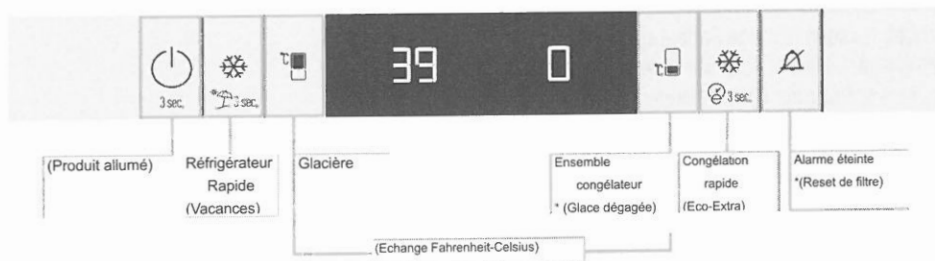 ℃
39
0
℃
3 sec.
3 sec.
3 sec.
(Produit allumé)
Réfrigérateur
Rapide
(Vacances)
Glacière
Ensemble
congélateur
* (Glace dégagée)
Congélation
rapide
(Eco-Extra)
Alarme éteinte
*(Reset de filtre)
(Echange Fahrenheit-Celsius)